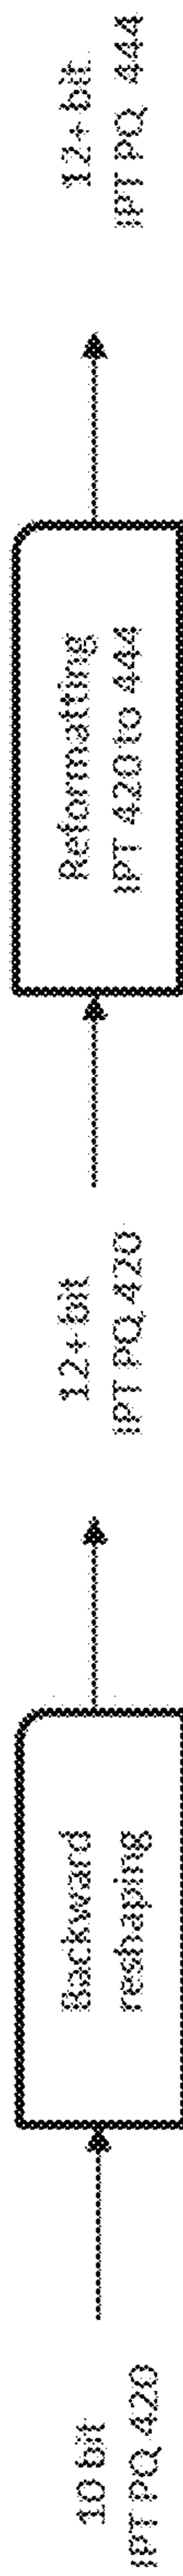 10 bit
IPT PQ 420
Backward
reshaping
12+ bit
IPT PQ 420
Reformatting
IPT 420 to 444
12+ bit
IPT PQ 444